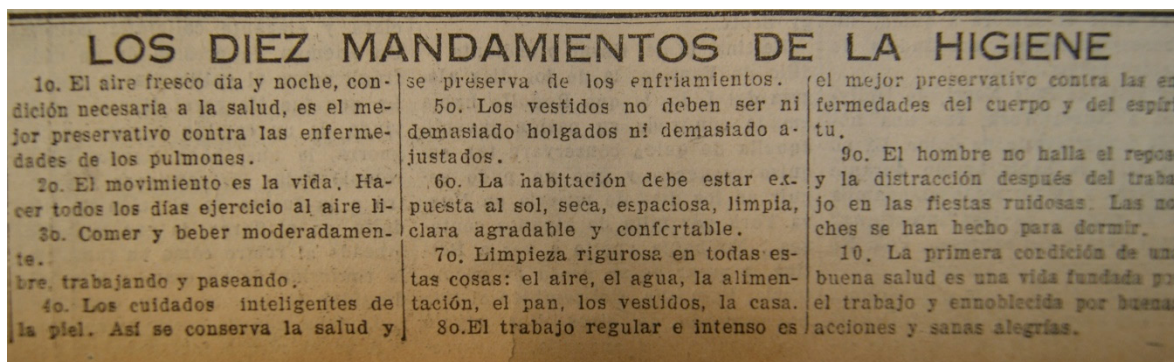 LOS DIEZ MANDAMIENTOS DE LA HIGIENE
1o. El aire fresco día y noche, con-
dición necesaria a la salud, es el me-
jor preservativo contra las enferme-
dades de los pulmones.
2o. El movimiento es la vida. Ha-
cer todos los días ejercicio al aire li-
3o. Comer y beber moderadamen-
te.
bre, trabajando y paseando.
4o. Los cuidados inteligentes de
la piel. Así se conserva la salud y
se preserva de los enfriamientos.
5o. Los vestidos no deben ser ni
demasiado holgados ni demasiado a-
justados.
6o. La habitación debe estar ex-
puesta al sol, seca, espaciosa, limpia,
clara agradable y confortable.
7o. Limpieza rigurosa en todas es-
tas cosas: el aire, el agua, la alimen-
tación, el pan, los vestidos, la casa.
8o.El trabajo regular e intenso es
el mejor preservativo contra las
fermedades del cuerpo y del
tu.
9o. El hombre no halla el
y la distracción después del
jo en las fiestas ruidosas. Las
ches se han hecho para dormir.
10. La primera condición de
buena salud es una vida fundada
el trabajo y ennoblecida por
acciones y sanas alegrías.